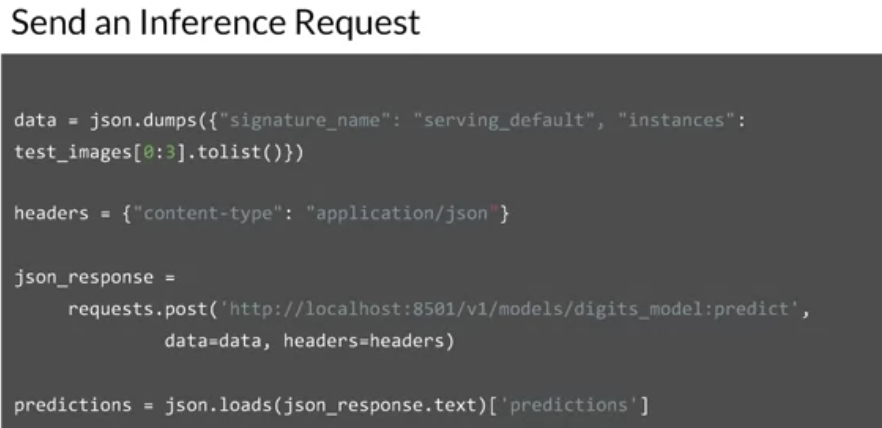 Send an Inference Request
data = json.dumps({"signature_name": "serving_default", "instances":
test_images[0:3].tolist()})
headers = {"content-type": "application/json"}
json_response =
requests.post('http://localhost:8501/v1/models/digits_model:predict',
data=data, headers=headers)
predictions = json.loads(json_response.text)['predictions']